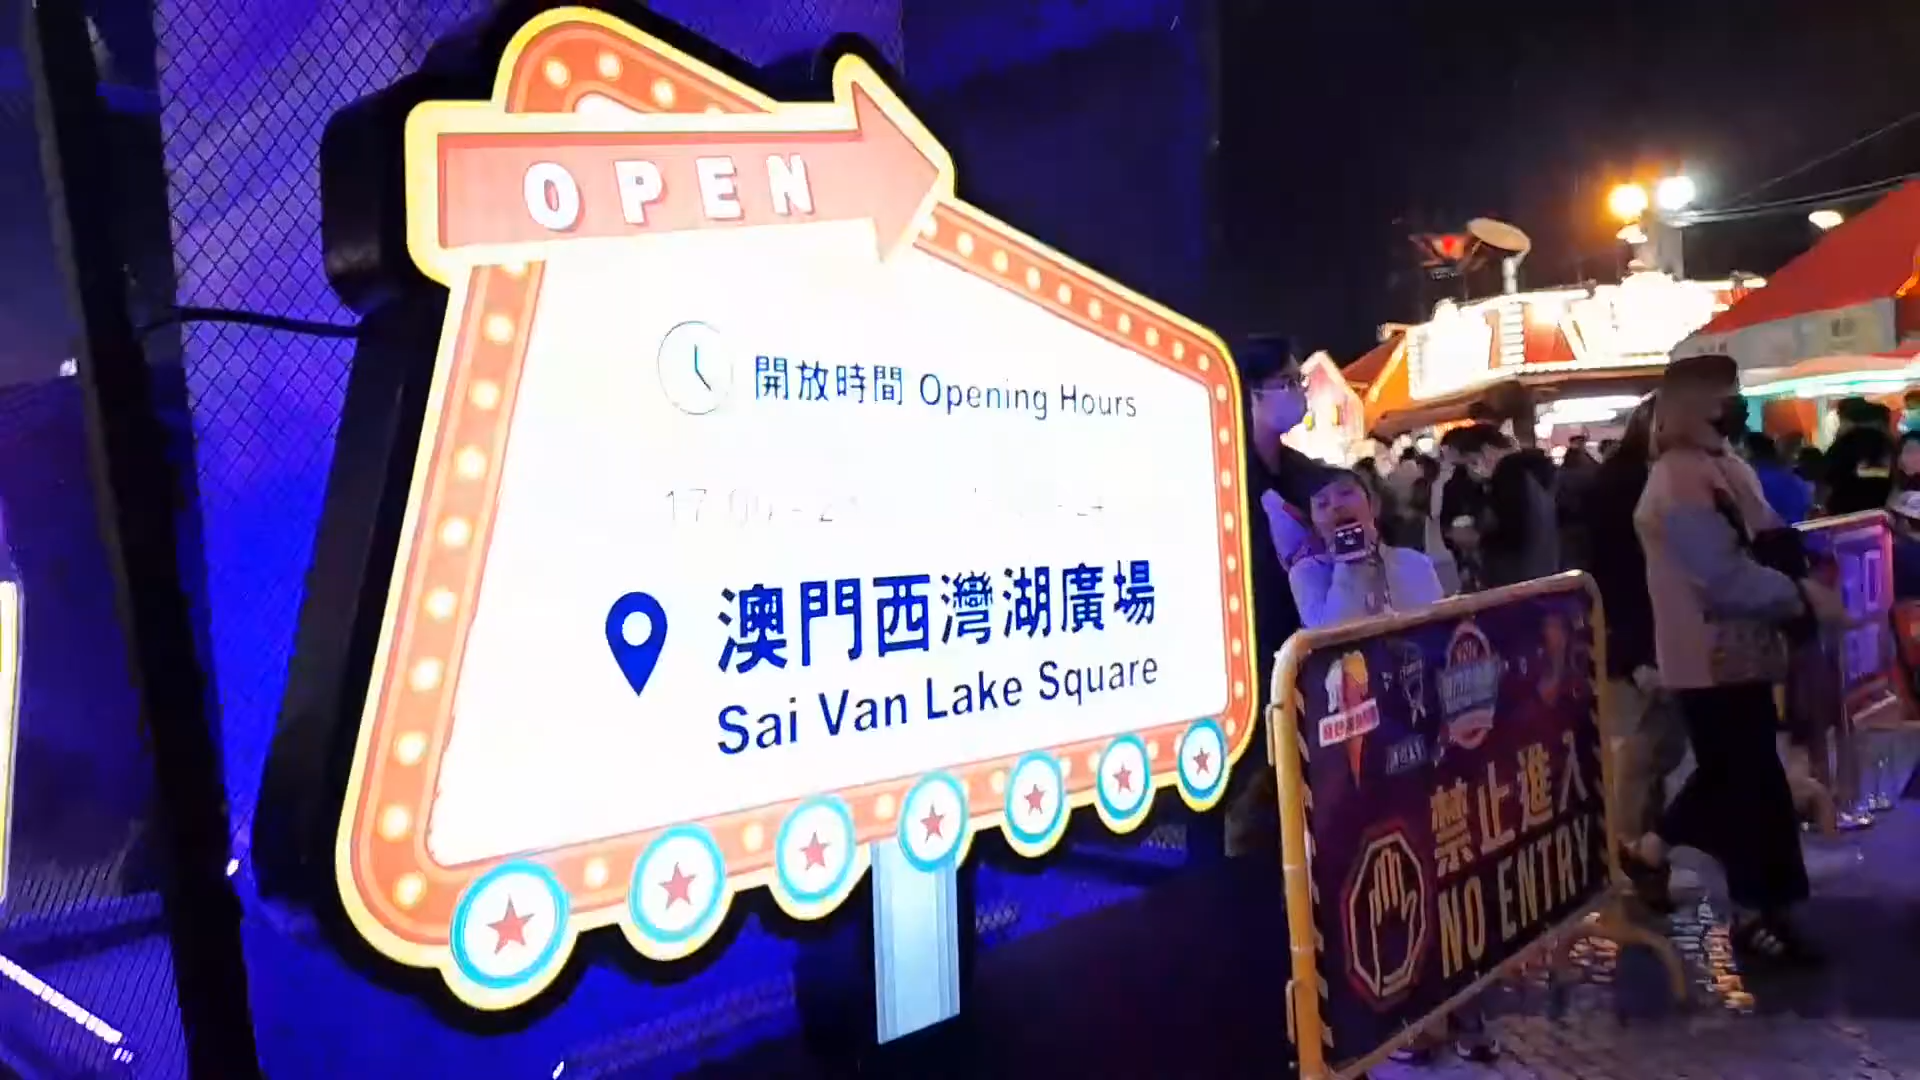 OPEN
開放時間 Opening Hours
澳門西灣湖廣場
Sai Van Lake Square
禁止進入
NO ENTRY